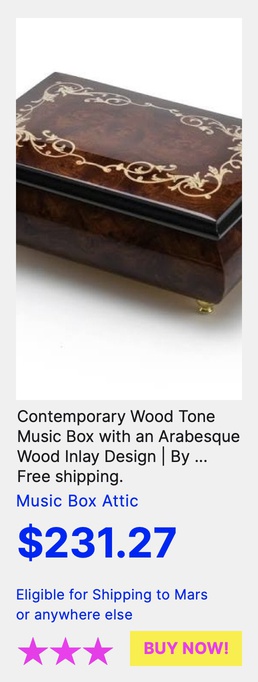 Contemporary Wood Tone
Music Box with an Arabesque
Wood Inlay Design | By ...
Free shipping.
Music Box Attic
$231.27
Eligible for Shipping to Mars
or anywhere else
BUY NOW!